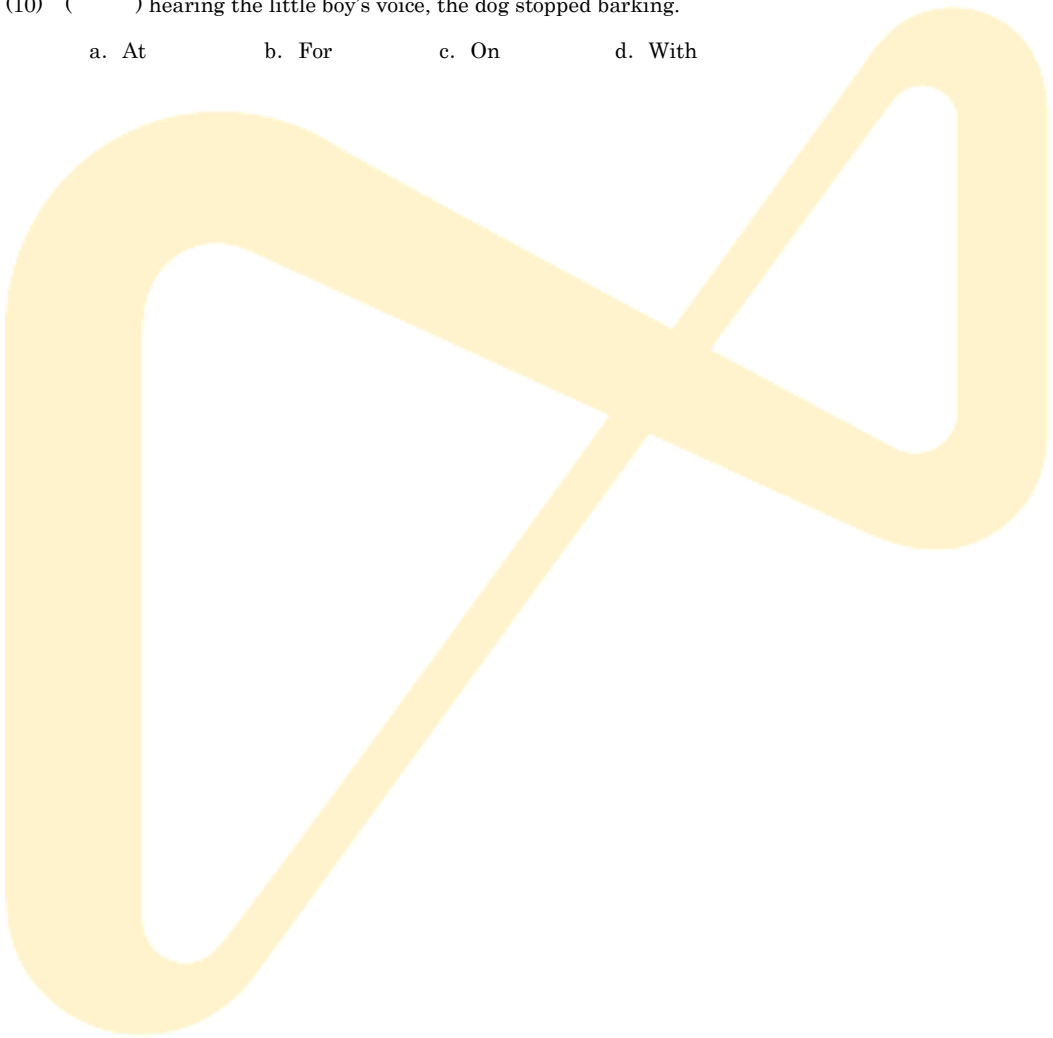 (10) ( ) hearing the little boy's voice, the dog stopped barking.
a. At b. For c. On d. With